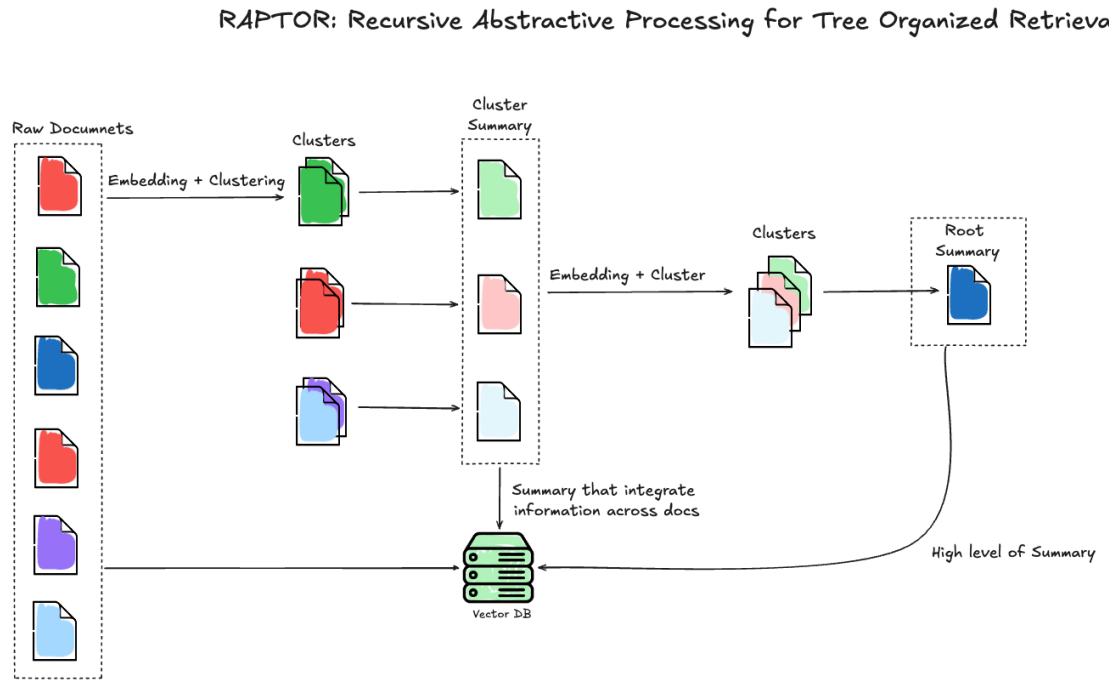 RAPTOR: Recursive Abstractive Processing for Tree Organized Retrieva
Raw Documnets
Embedding + Clustering
Clusters
Cluster
Summary
Embedding + Cluster
Clusters
Root
Summary
Summary that integrate
information across docs
High level of Summary
Vector DB